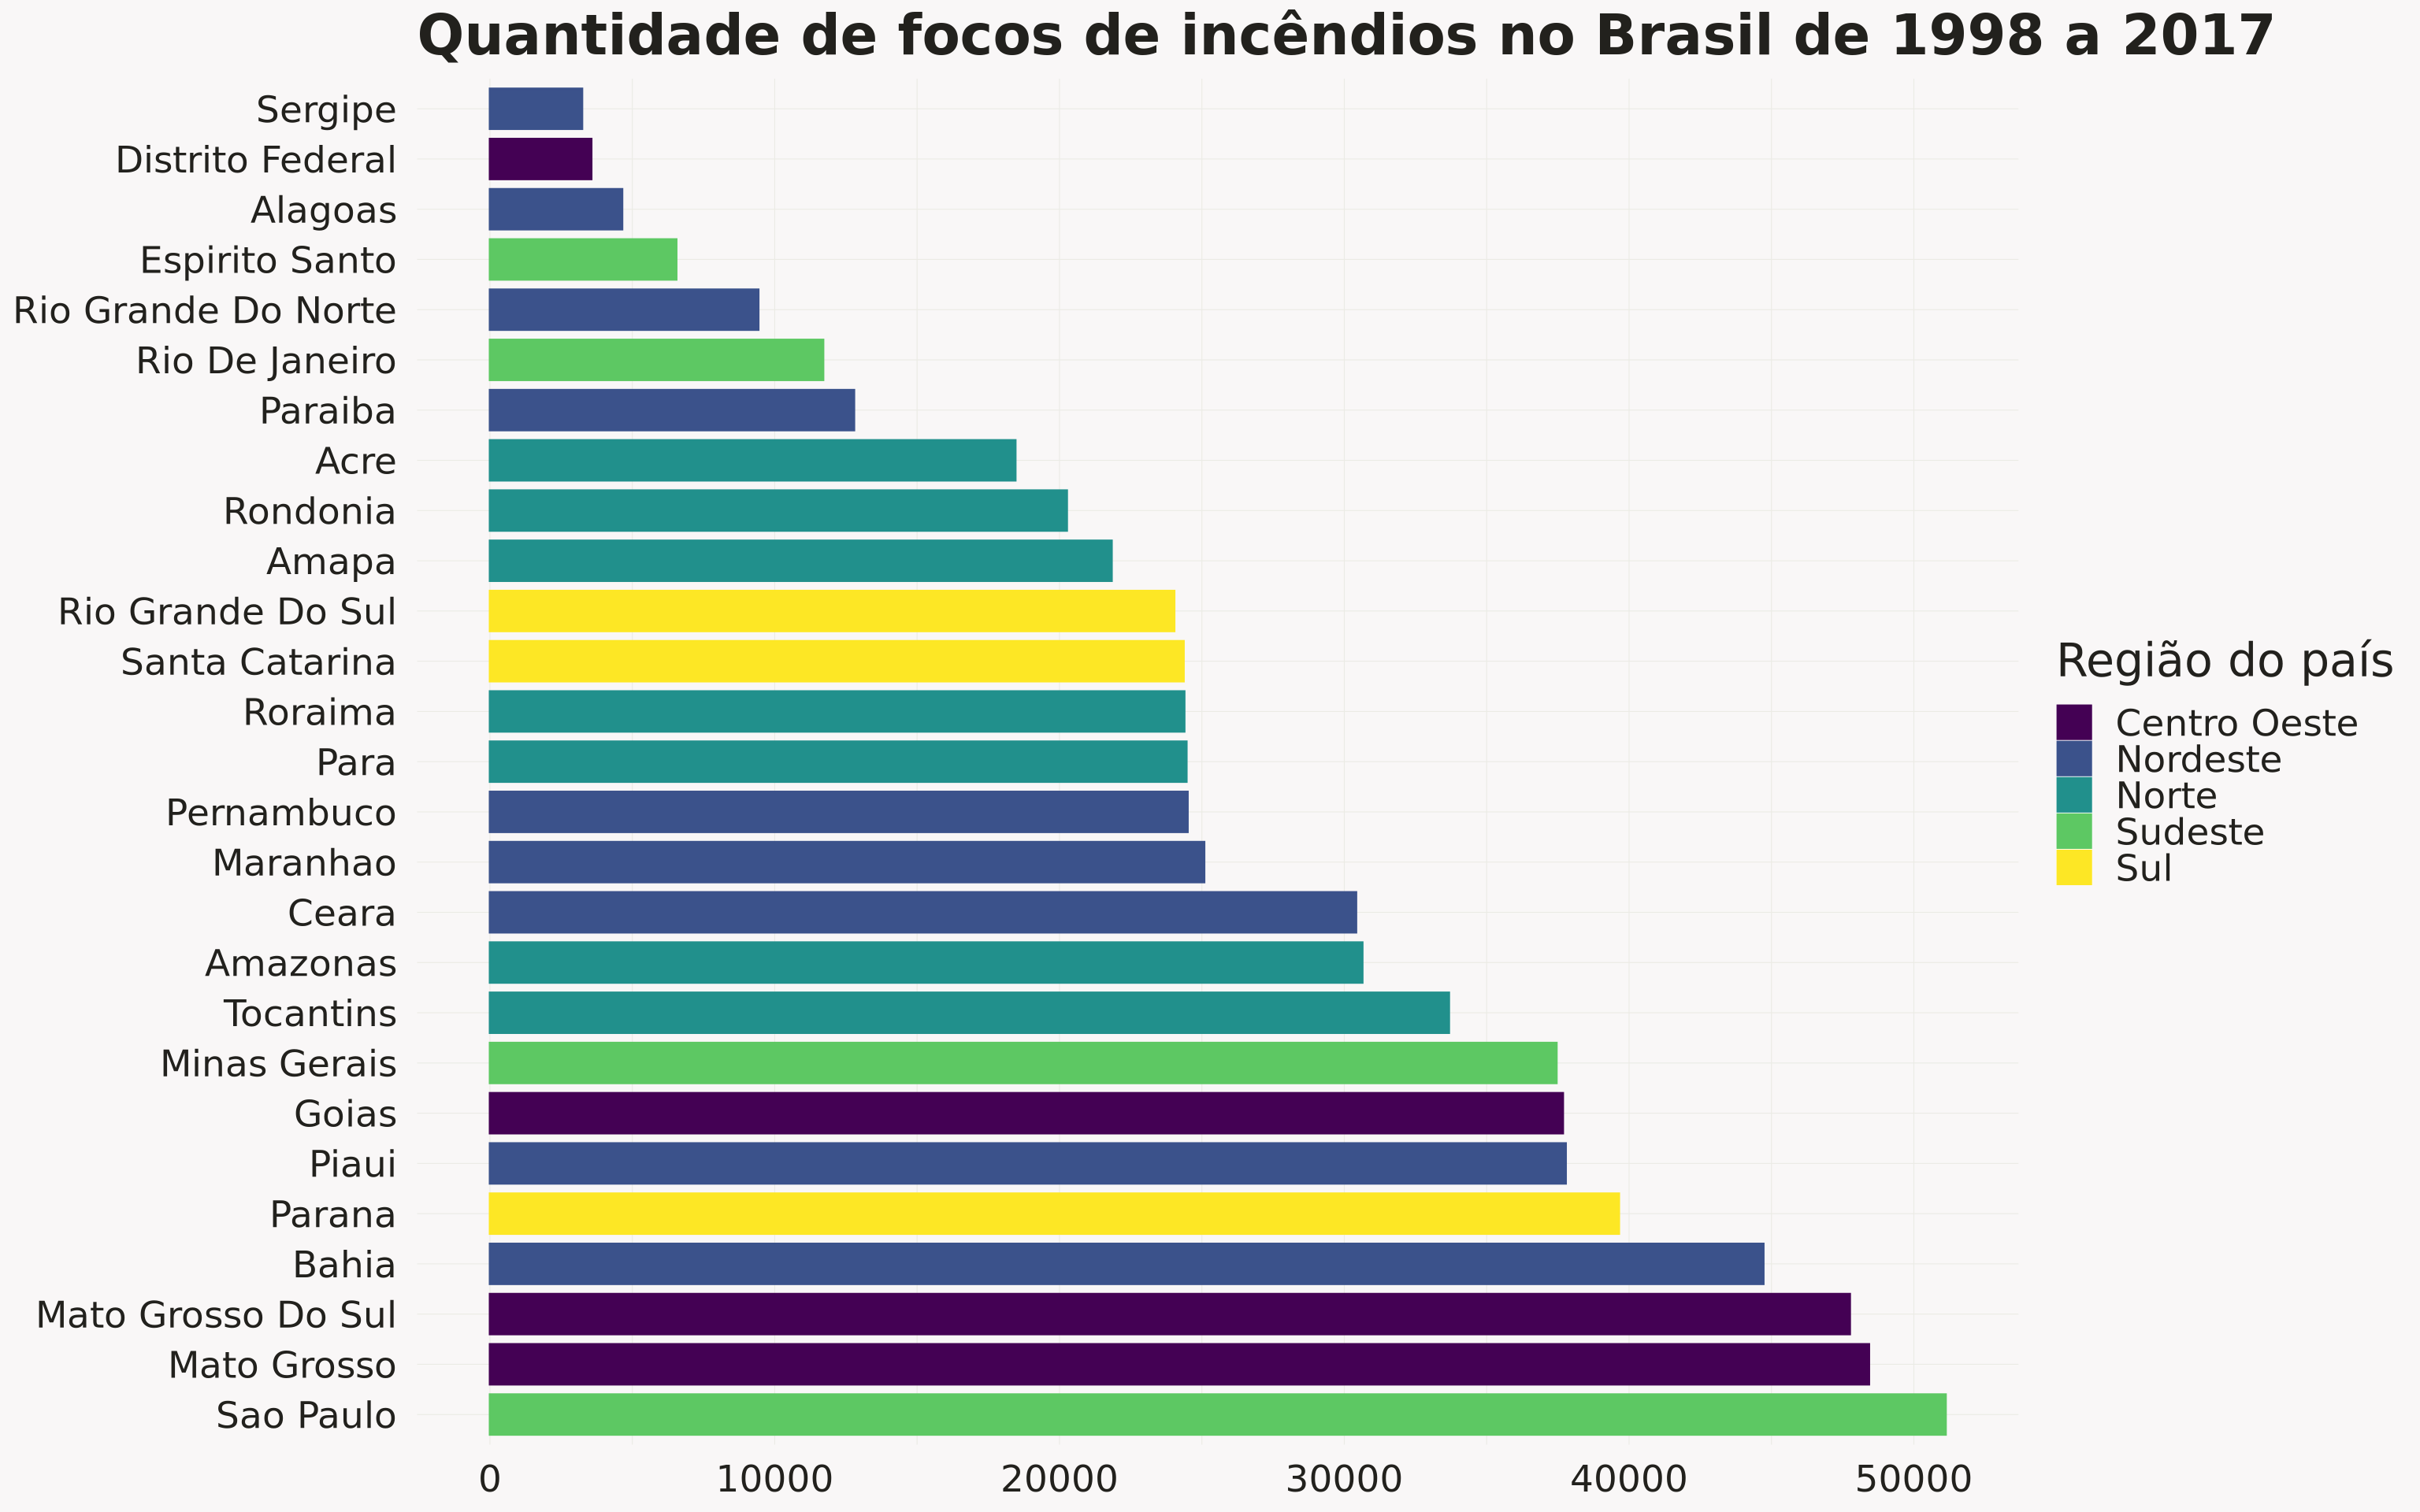 Quantidade de focos de incêndios no Brasil de 1998 a 2017
Sergipe
Distrito Federal
Alagoas
Espirito Santo
Rio Grande Do Norte
Rio De Janeiro
Paraiba
Acre
Rondonia
Amapa
Rio Grande Do Sul
Santa Catarina
Roraima
Para
Pernambuco
Maranhao
Ceara
Amazonas
Tocantins
Minas Gerais
Goias
Piaui
Parana
Bahia
Mato Grosso Do Sul
Mato Grosso
Sao Paulo
0 10000 20000 30000 40000 50000
Região do país
Centro Oeste
Nordeste
Norte
Sudeste
Sul